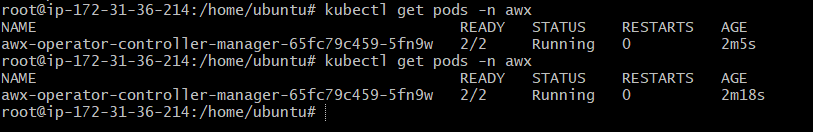 root@ip-172-31-36-214:/home/ubuntu# kubectl get pods -n awx
NAME                                               READY   STATUS    RESTARTS   AGE
awx-operator-controller-manager-65fc79c459-5fn9w   2/2     Running   0          2m5s
root@ip-172-31-36-214:/home/ubuntu# kubectl get pods -n awx
NAME                                               READY   STATUS    RESTARTS   AGE
awx-operator-controller-manager-65fc79c459-5fn9w   2/2     Running   0          2m18s
root@ip-172-31-36-214:/home/ubuntu#